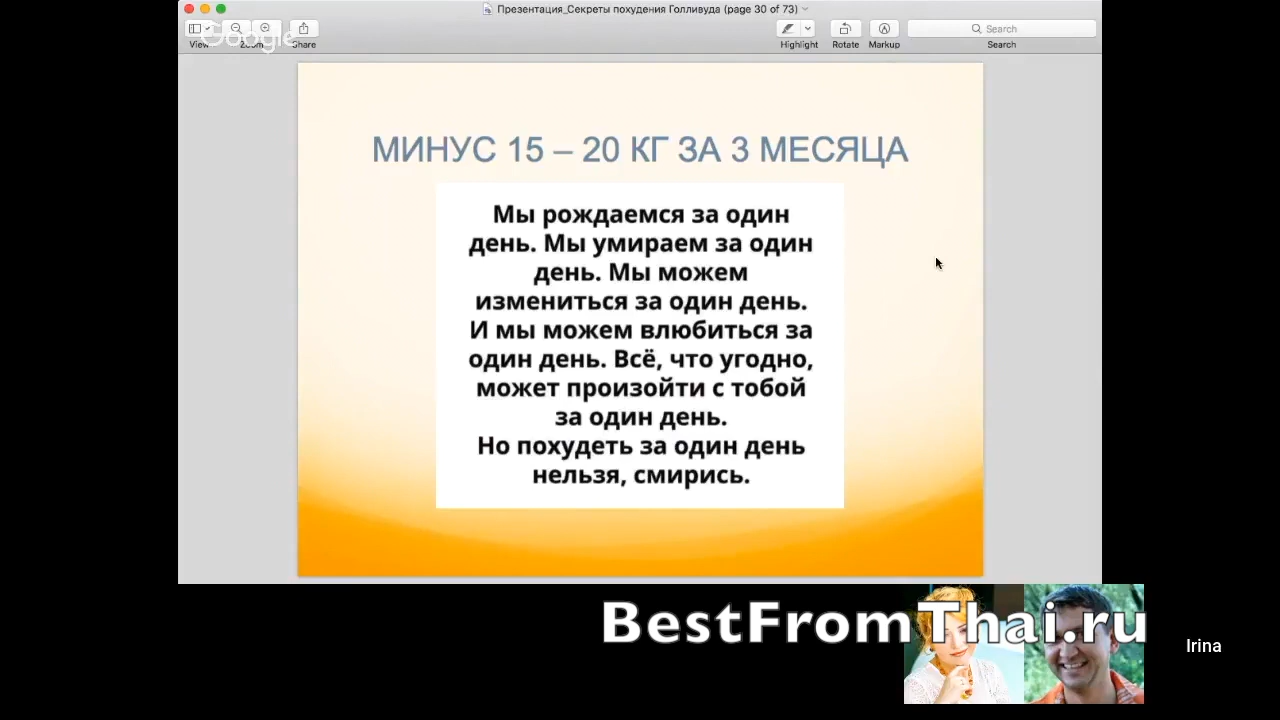 Презентация_Секреты похудения Голливуда (page 30 of 73)
Search
View
Zoom
Share
Highlight
Rotate
Markup
Search
Google
МИНУС 15 – 20 КГ ЗА 3 МЕСЯЦА
Мы рождаемся за один
день. Мы умираем за один
день. Мы можем
измениться за один день.
И мы можем влюбиться за
один день. Всё, что угодно,
может произойти с тобой
за один день.
Но похудеть за один день
нельзя, смирись.
BestFromThai.ru
Irina